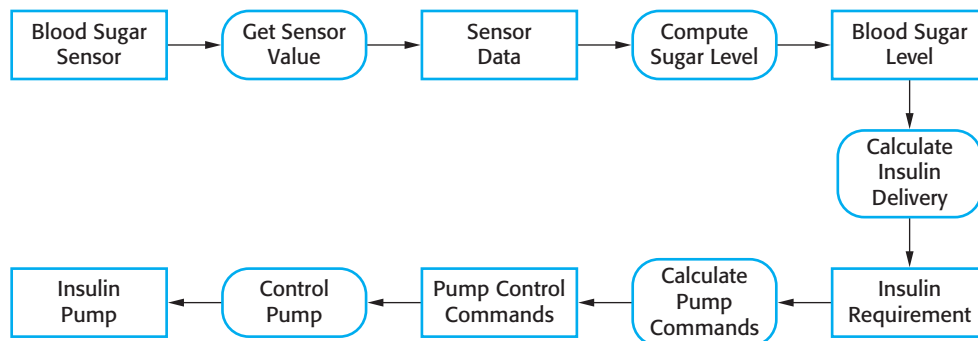 Blood Sugar
Sensor
Get Sensor
Value
Sensor
Data
Compute
Sugar Level
Blood Sugar
Level
Calculate
Insulin
Delivery
Insulin
Pump
Control
Pump
Pump Control
Commands
Calculate
Pump
Commands
Insulin
Requirement